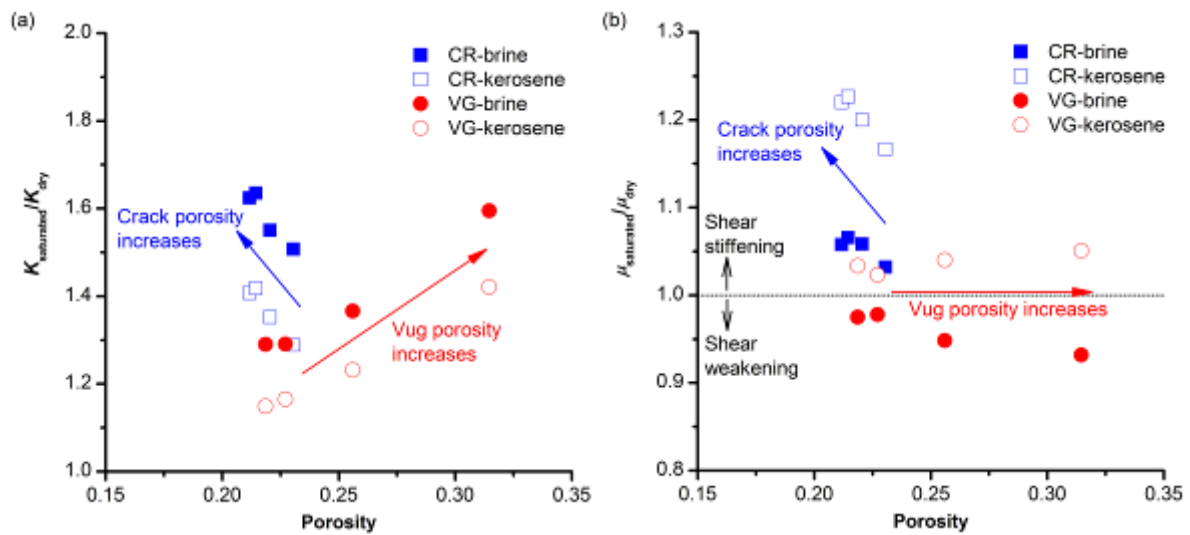 (a)
2.0
1.8
1.6
1.4
1.2
1.0
K_saturated/K_dry
CR-brine
CR-kerosene
VG-brine
VG-kerosene
Crack porosity
increases
Vug porosity
increases
0.15
0.20
0.25
0.30
0.35
Porosity
(b)
1.3
1.2
1.1
1.0
0.9
0.8
μ_saturated/μ_dry
CR-brine
CR-kerosene
VG-brine
VG-kerosene
Crack porosity
increases
Shear
stiffening
Vug porosity increases
Shear
weakening
0.15
0.20
0.25
0.30
0.35
Porosity